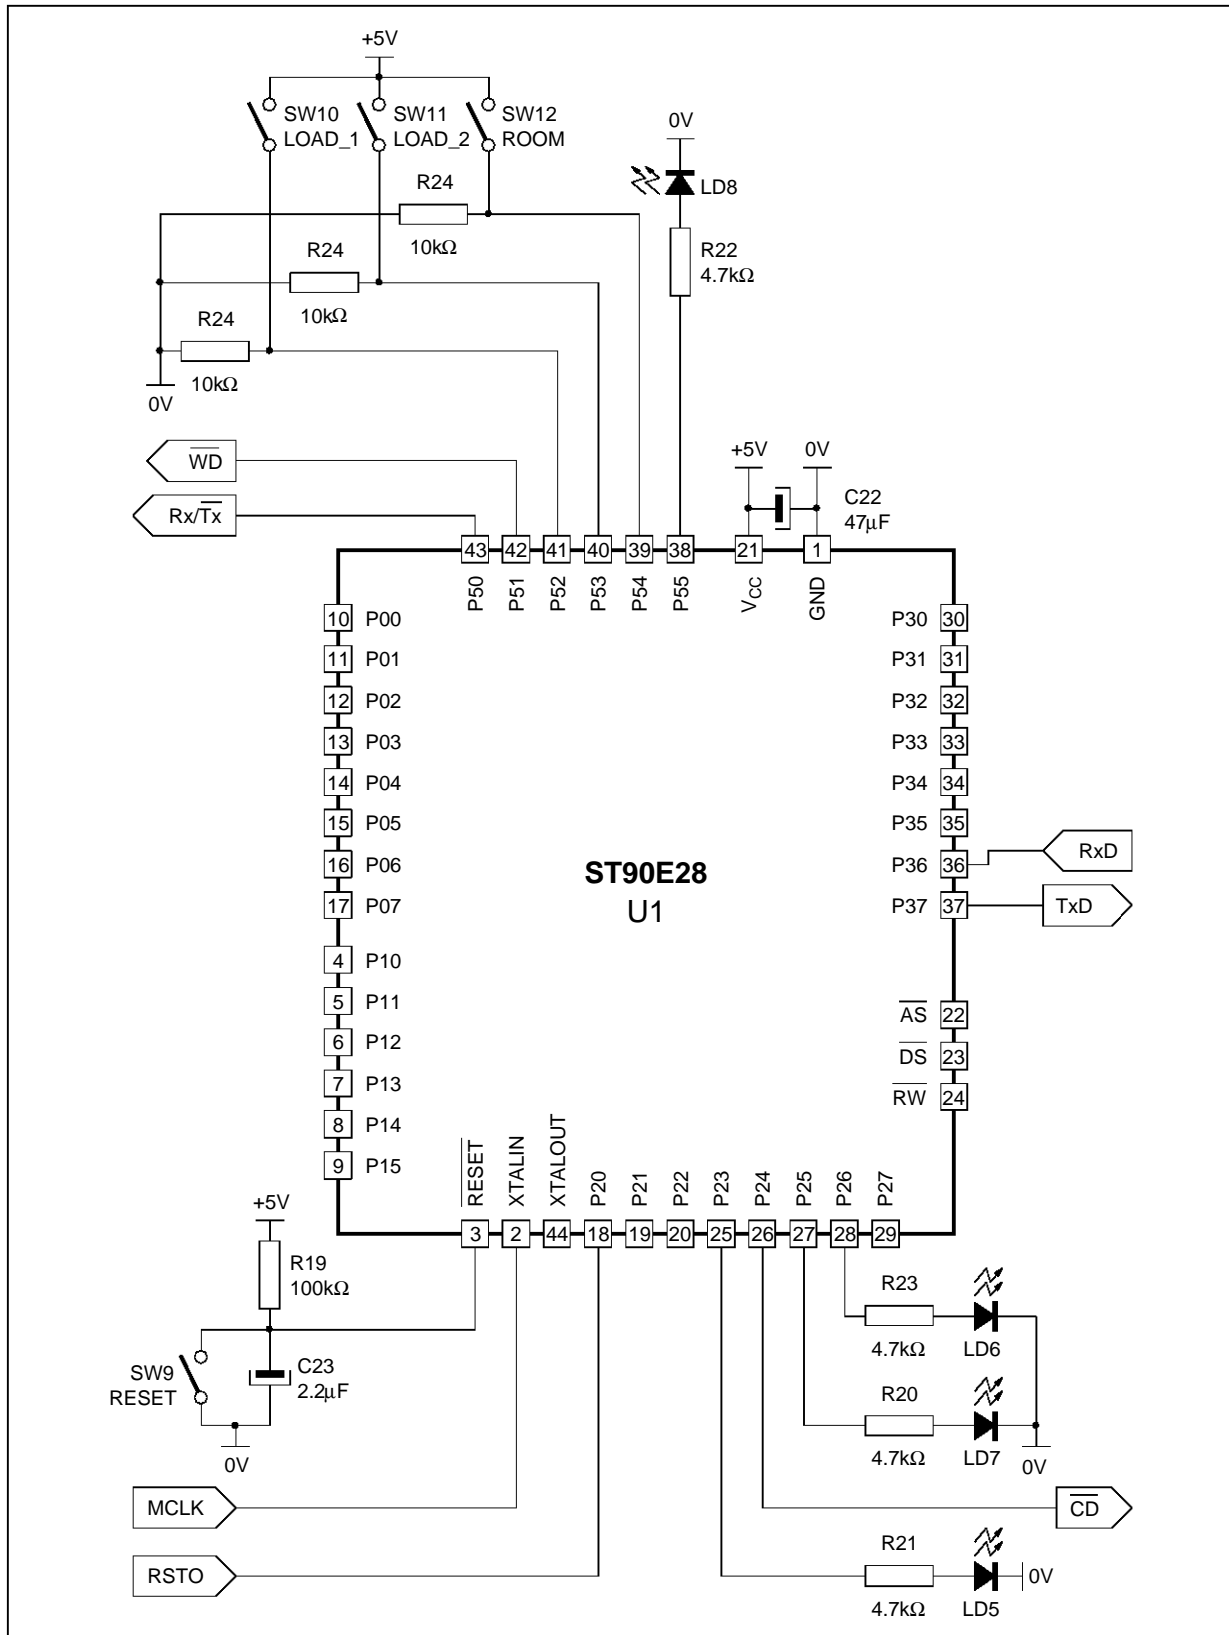 +5V
SW10
LOAD_1
SW11
LOAD_2
SW12
ROOM
0V
LD8
R24
10kΩ
R22
4.7kΩ
R24
10kΩ
R24
10kΩ
0V
W̅D̅
Rx/T̅x̅
+5V
0V
C22
47µF
43 42 41 40 39 38 21 1
P50 P51 P52 P53 P54 P55 VCC GND
10 P00
11 P01
12 P02
13 P03
14 P04
15 P05
16 P06
17 P07
4 P10
5 P11
6 P12
7 P13
8 P14
9 P15
ST90E28
U1
P30 30
P31 31
P32 32
P33 33
P34 34
P35 35
P36 36
P37 37
RxD
TxD
A̅S̅ 22
D̅S̅ 23
R̅W̅ 24
R̅E̅S̅E̅T̅ XTALIN XTALOUT P20 P21 P22 P23 P24 P25 P26 P27
3 2 44 18 19 20 25 26 27 28 29
+5V
R19
100kΩ
SW9
RESET
C23
2.2µF
0V
R23
4.7kΩ
LD6
R20
4.7kΩ
LD7
0V
MCLK
C̅D̅
RSTO
R21
4.7kΩ
LD5
0V